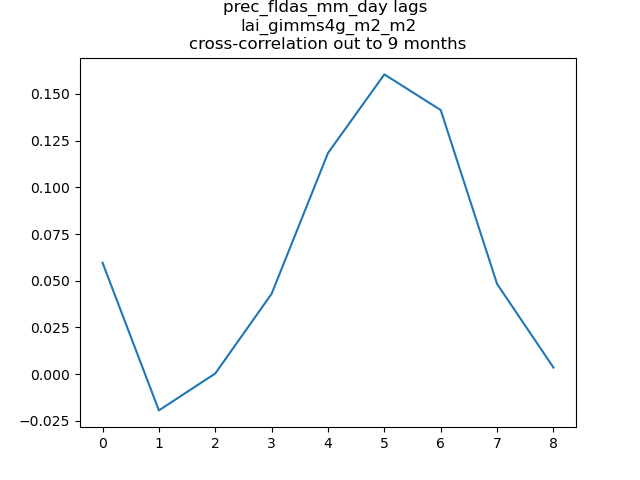 prec_fldas_mm_day lags
lai_gimms4g_m2_m2
cross-correlation out to 9 months
0.150
0.125
0.100
0.075
0.050
0.025
0.000
−0.025
0 1 2 3 4 5 6 7 8